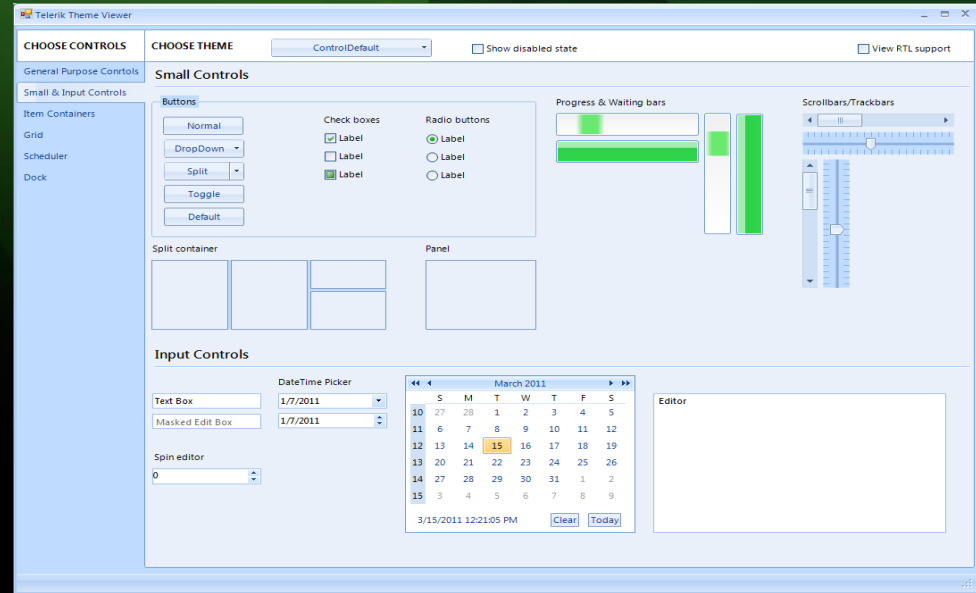 Telerik Theme Viewer
CHOOSE CONTROLS
General Purpose Conrtols
Small & Input Controls
Item Containers
Grid
Scheduler
Dock
CHOOSE THEME
ControlDefault
Show disabled state
View RTL support
Small Controls
Buttons
Normal
DropDown
Split
Toggle
Default
Check boxes
Label
Label
Label
Radio buttons
Label
Label
Label
Progress & Waiting bars
Scrollbars/Trackbars
Split container
Panel
Input Controls
Text Box
Masked Edit Box
Spin editor
0
DateTime Picker
1/7/2011
1/7/2011
March 2011
S M T W T F S
10 27 28 1 2 3 4 5
11 6 7 8 9 10 11 12
12 13 14 15 16 17 18 19
13 20 21 22 23 24 25 26
14 27 28 29 30 31 1 2
15 3 4 5 6 7 8 9
3/15/2011 12:21:05 PM Clear Today
Editor